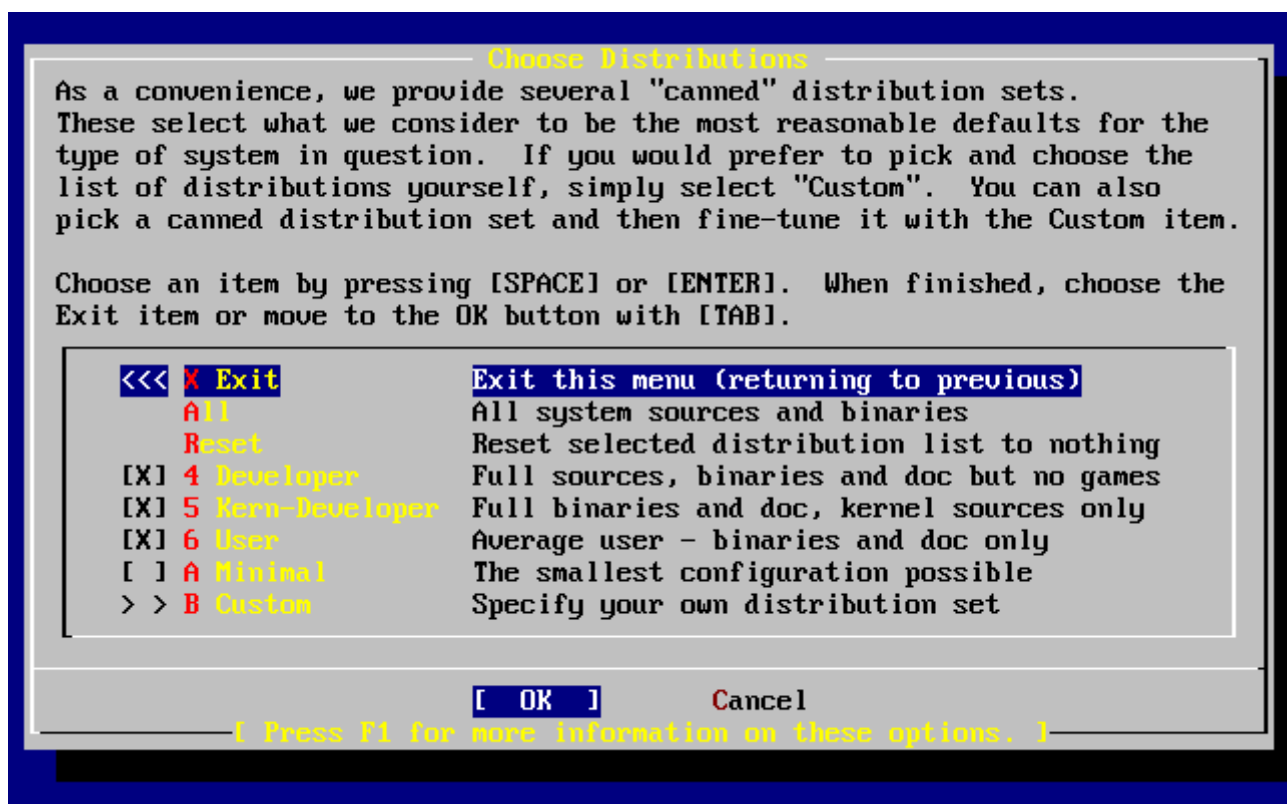 Choose Distributions
As a convenience, we provide several "canned" distribution sets.
These select what we consider to be the most reasonable defaults for the
type of system in question.  If you would prefer to pick and choose the
list of distributions yourself, simply select "Custom".  You can also
pick a canned distribution set and then fine-tune it with the Custom item.
Choose an item by pressing [SPACE] or [ENTER].  When finished, choose the
Exit item or move to the OK button with [TAB].
<<< X Exit Exit this menu (returning to previous)
All All system sources and binaries
Reset Reset selected distribution list to nothing
[X] 4 Developer Full sources, binaries and doc but no games
[X] 5 Kern-Developer Full binaries and doc, kernel sources only
[X] 6 User Average user - binaries and doc only
[ ] A Minimal The smallest configuration possible
> > B Custom Specify your own distribution set
[ OK ] Cancel
[ Press F1 for more information on these options. ]